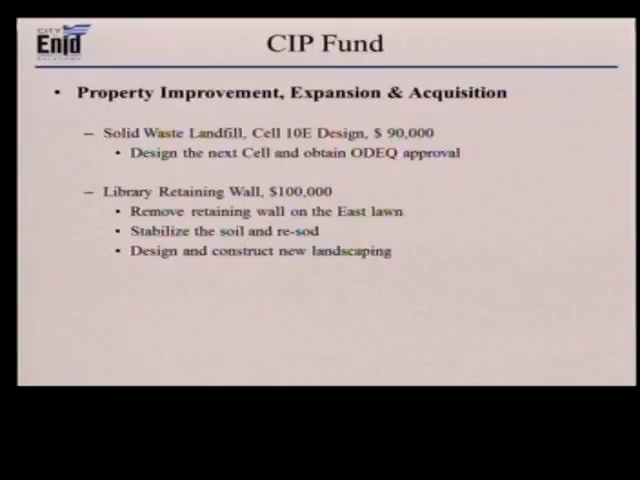 CITY
Enid
CIP Fund
• Property Improvement, Expansion & Acquisition
– Solid Waste Landfill, Cell 10E Design, $ 90,000
• Design the next Cell and obtain ODEQ approval
– Library Retaining Wall, $100,000
• Remove retaining wall on the East lawn
• Stabilize the soil and re-sod
• Design and construct new landscaping